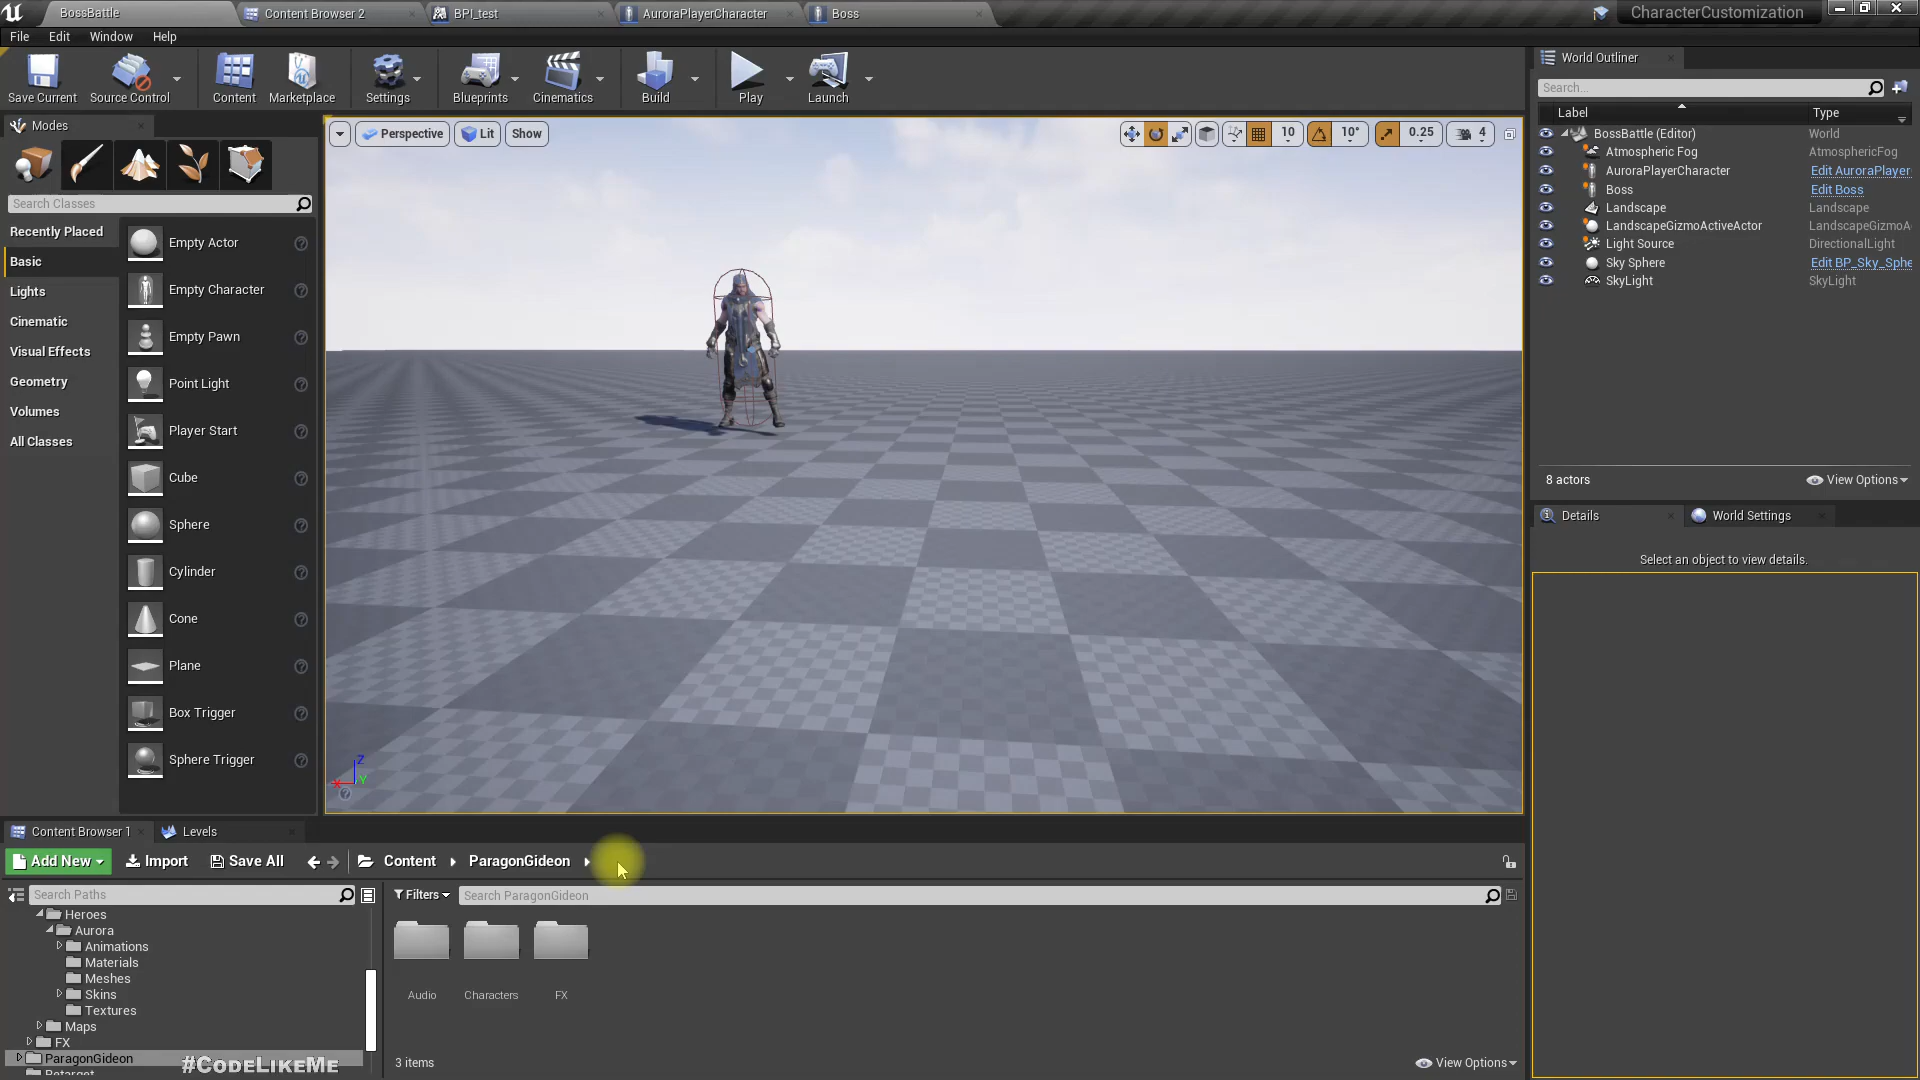 BossBattle
Content Browser 2
BPI_test
AuroraPlayerCharacter
Boss
CharacterCustomization
File
Edit
Window
Help
Save Current
Source Control
Content
Marketplace
Settings
Blueprints
Cinematics
Build
Play
Launch
World Outliner
Search...
Label
Type
BossBattle (Editor)
World
Atmospheric Fog
AtmosphericFog
AuroraPlayerCharacter
Edit AuroraPlayer
Boss
Edit Boss
Landscape
Landscape
LandscapeGizmoActiveActor
LandscapeGizmoA
Light Source
DirectionalLight
Sky Sphere
Edit BP_Sky_Sphe
SkyLight
SkyLight
8 actors
View Options
Modes
Search Classes
Recently Placed
Basic
Lights
Cinematic
Visual Effects
Geometry
Volumes
All Classes
Empty Actor
Empty Character
Empty Pawn
Point Light
Player Start
Cube
Sphere
Cylinder
Cone
Plane
Box Trigger
Sphere Trigger
Perspective
Lit
Show
10
10°
0.25
4
Z
X
Y
Details
World Settings
Select an object to view details.
Content Browser 1
Levels
Add New
Import
Save All
Content
ParagonGideon
Search Paths
Filters
Search ParagonGideon
Heroes
Aurora
Animations
Materials
Meshes
Skins
Textures
Maps
FX
ParagonGideon
Retarget
#CodeLikeMe
Audio
Characters
FX
3 items
View Options